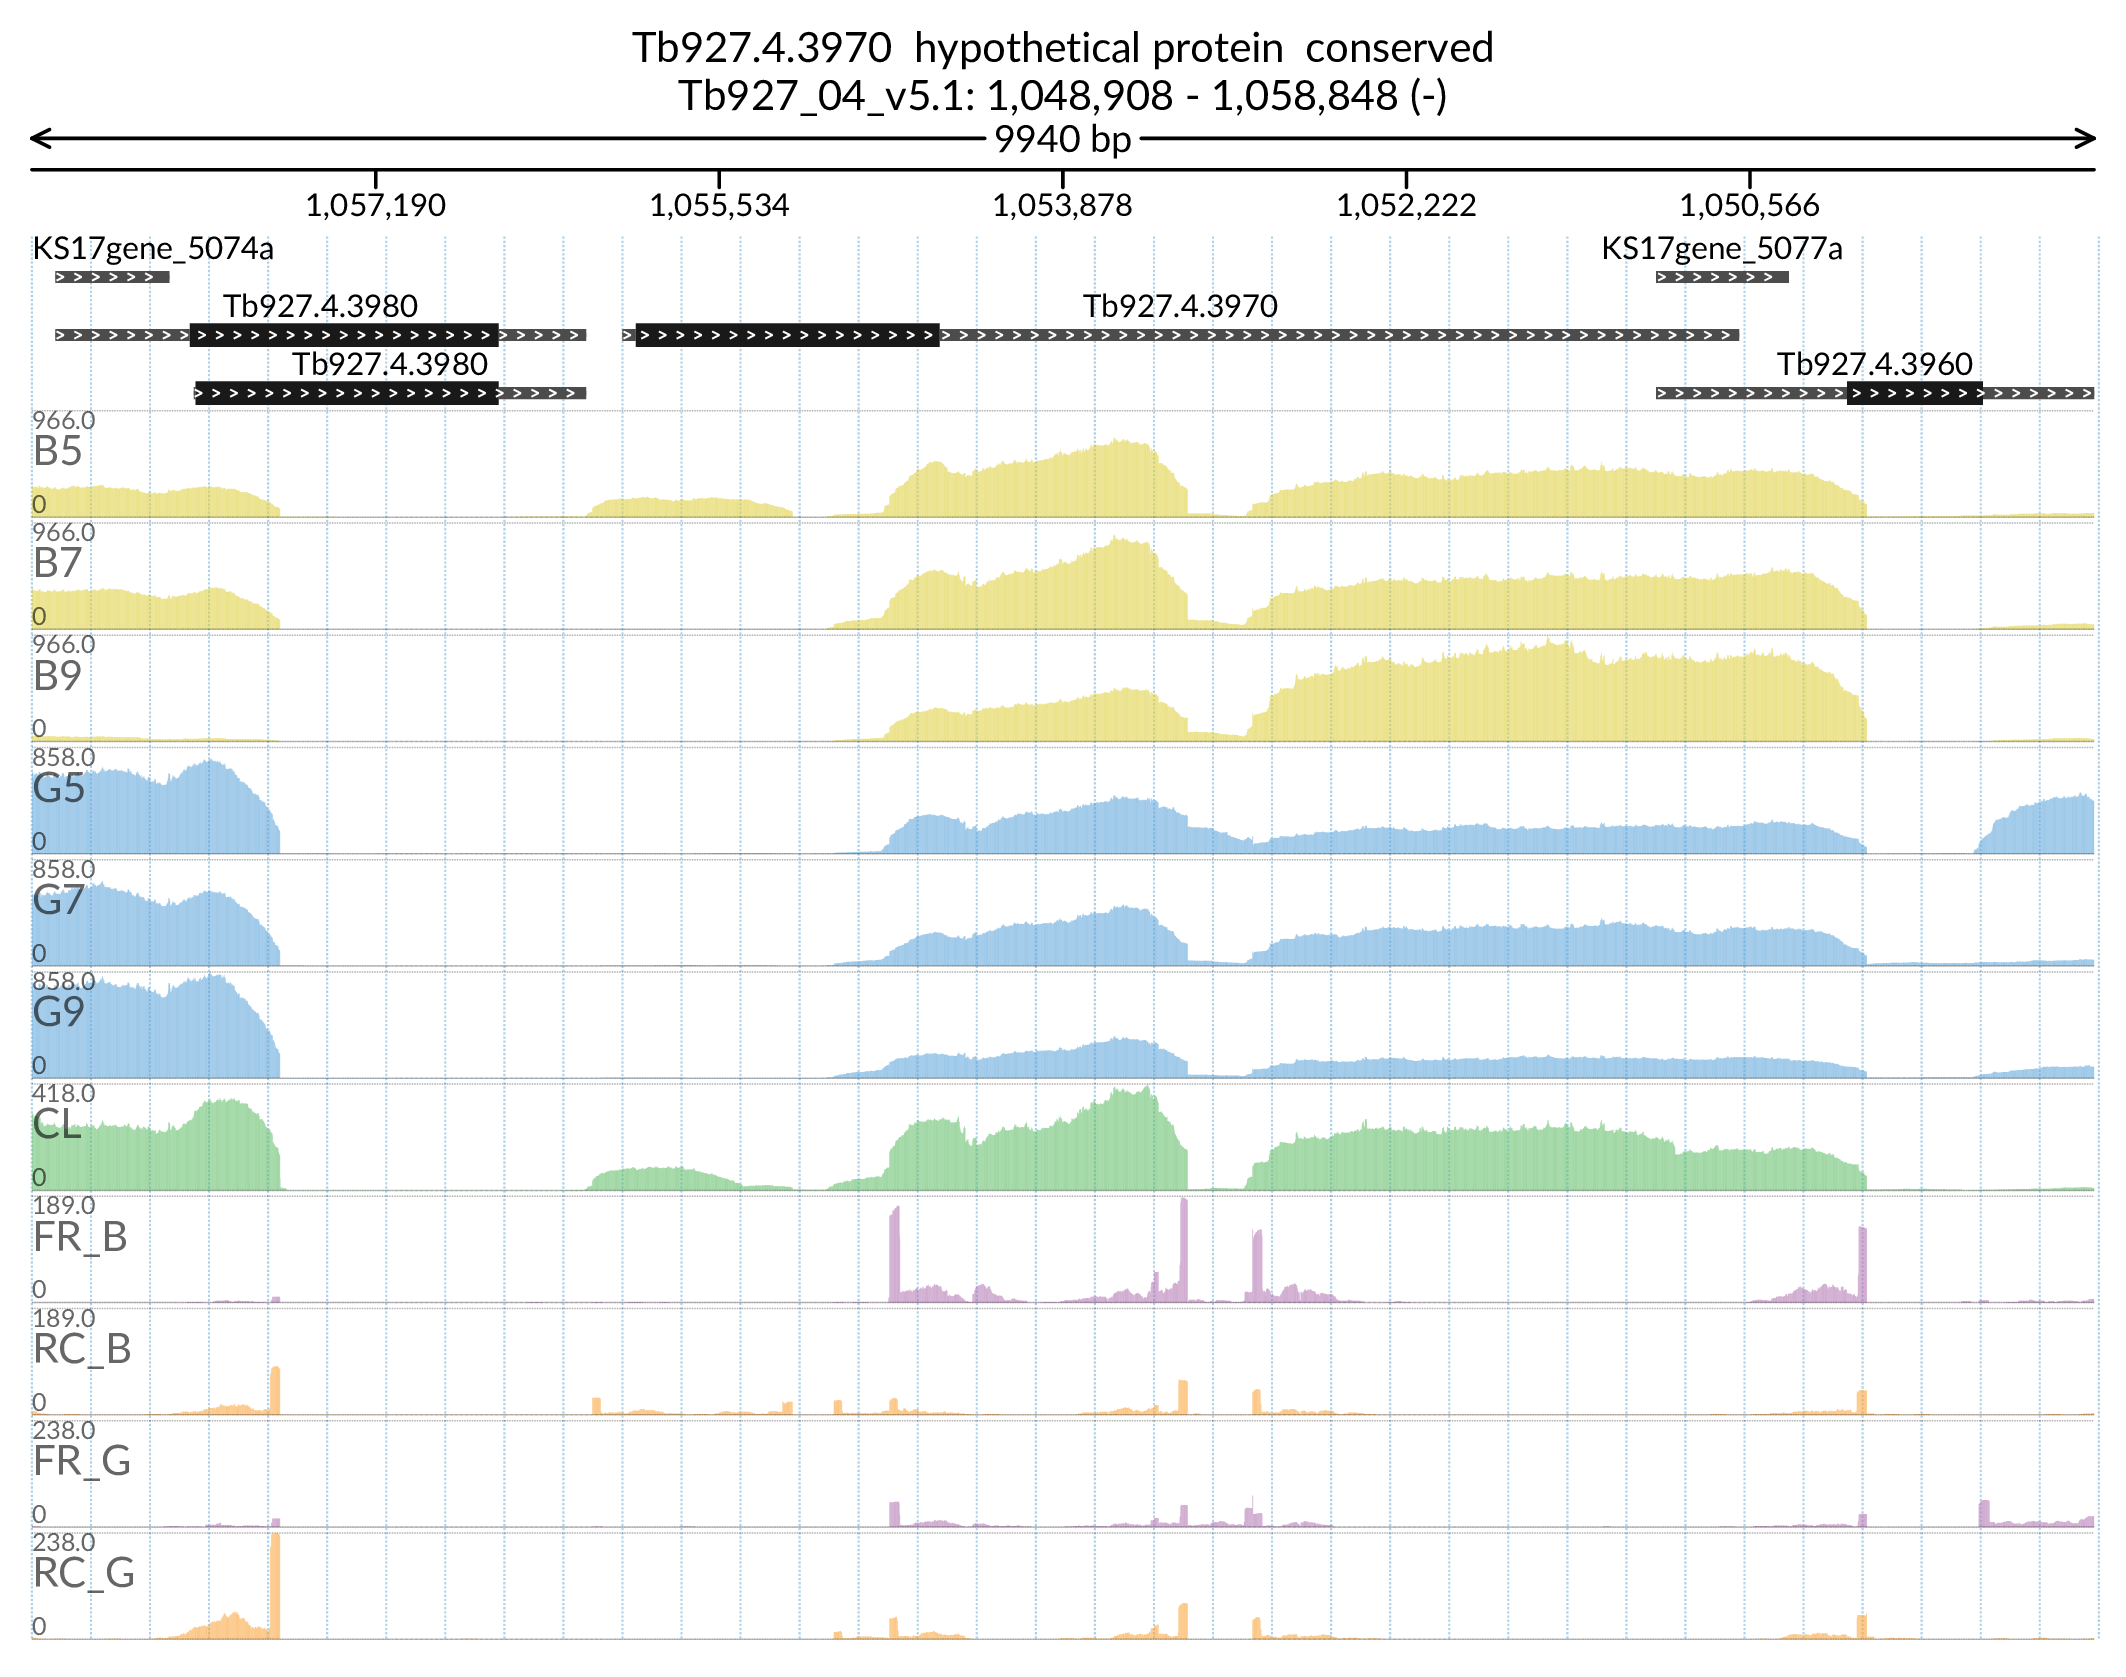 Tb927.4.3970  hypothetical protein  conserved
Tb927_04_v5.1: 1,048,908 - 1,058,848 (-)
9940 bp
1,057,190 1,055,534 1,053,878 1,052,222 1,050,566
KS17gene_5074a KS17gene_5077a
Tb927.4.3980 Tb927.4.3970
Tb927.4.3980 Tb927.4.3960
966.0
B5
0
966.0
B7
0
966.0
B9
0
858.0
G5
0
858.0
G7
0
858.0
G9
0
418.0
CL
0
189.0
FR_B
0
189.0
RC_B
0
238.0
FR_G
0
238.0
RC_G
0